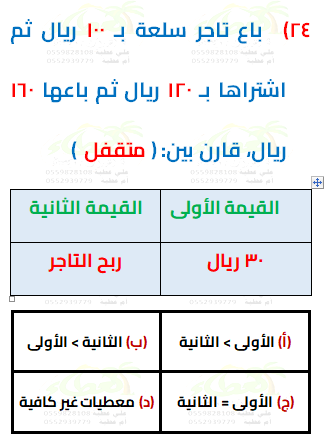 ٢٤) باع تاجر سلعة بـ ١٠٠ ريال ثم
اشتراها بـ ١٢٠ ريال ثم باعها ١٦٠
ريال، قارن بين: ( متقفل )
القيمة الأولى القيمة الثانية
٣٠ ريال ربح التاجر
(أ) الأولى > الثانية (ب) الثانية > الأولى
(ج) الأولى = الثانية (د) معطيات غير كافية